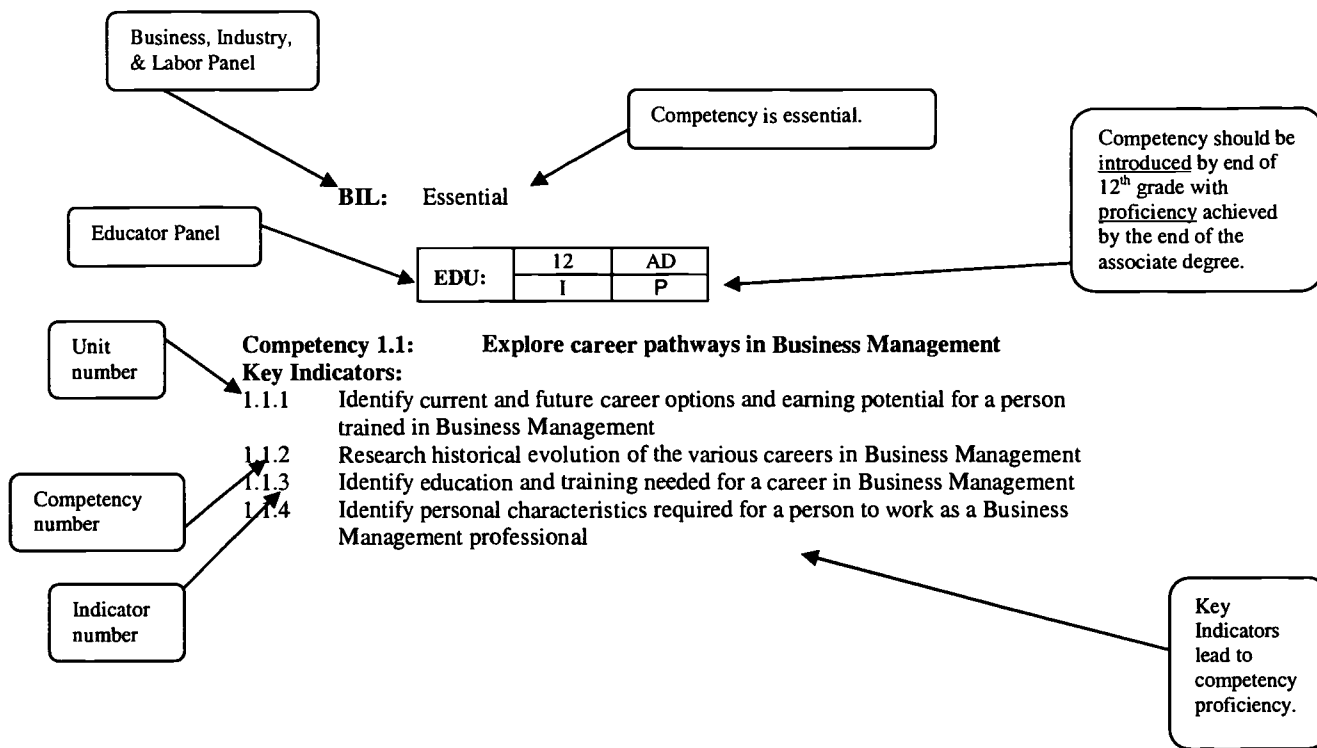 Business, Industry,
& Labor Panel
Competency is essential.
Competency should be
introduced by end of
12th grade with
proficiency achieved
by the end of the
associate degree.
BIL: Essential
Educator Panel
EDU: 12 AD
I P
Unit
number
Competency 1.1: Explore career pathways in Business Management
Key Indicators:
1.1.1 Identify current and future career options and earning potential for a person
trained in Business Management
1.1.2 Research historical evolution of the various careers in Business Management
1.1.3 Identify education and training needed for a career in Business Management
1.1.4 Identify personal characteristics required for a person to work as a Business
Management professional
Competency
number
Indicator
number
Key
Indicators
lead to
competency
proficiency.